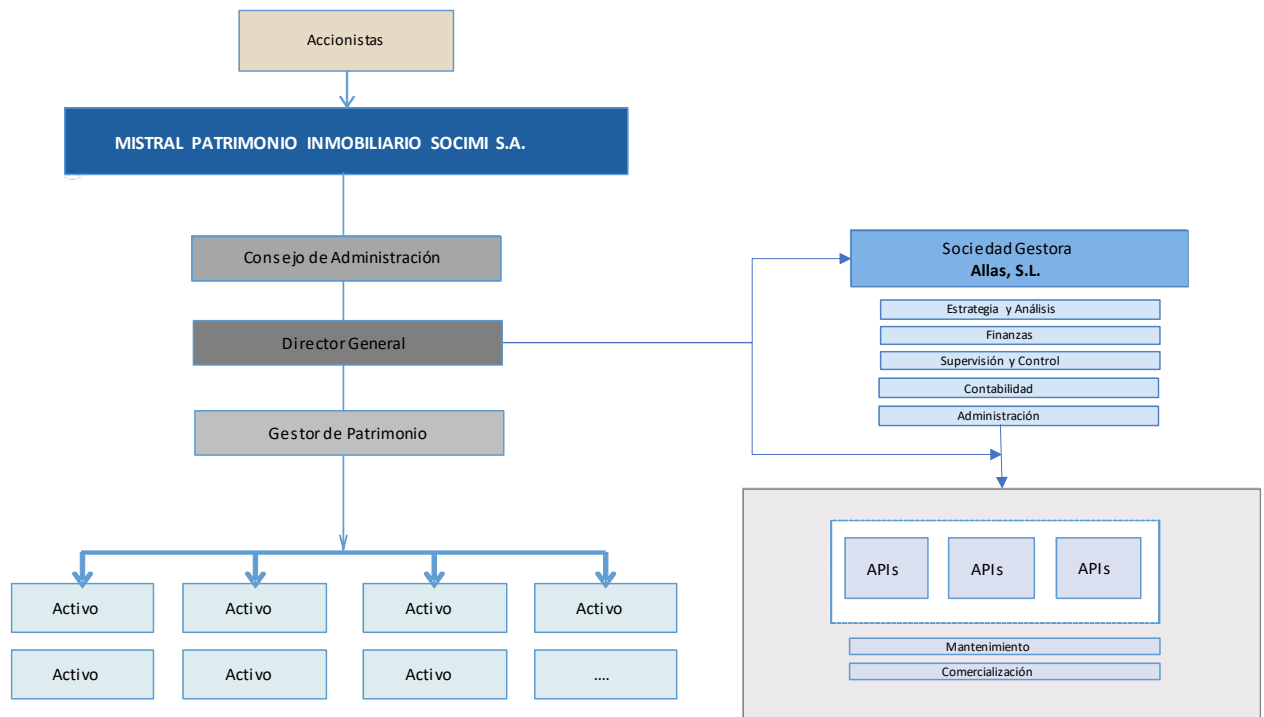 Accionistas
MISTRAL PATRIMONIO INMOBILIARIO SOCIMI S.A.
Consejo de Administración
Director General
Gestor de Patrimonio
Activo
Activo
Activo
Activo
Activo
Activo
Activo
....
Sociedad Gestora
Allas, S.L.
Estrategia y Análisis
Finanzas
Supervisión y Control
Contabilidad
Administración
APIs
APIs
APIs
Mantenimiento
Comercialización